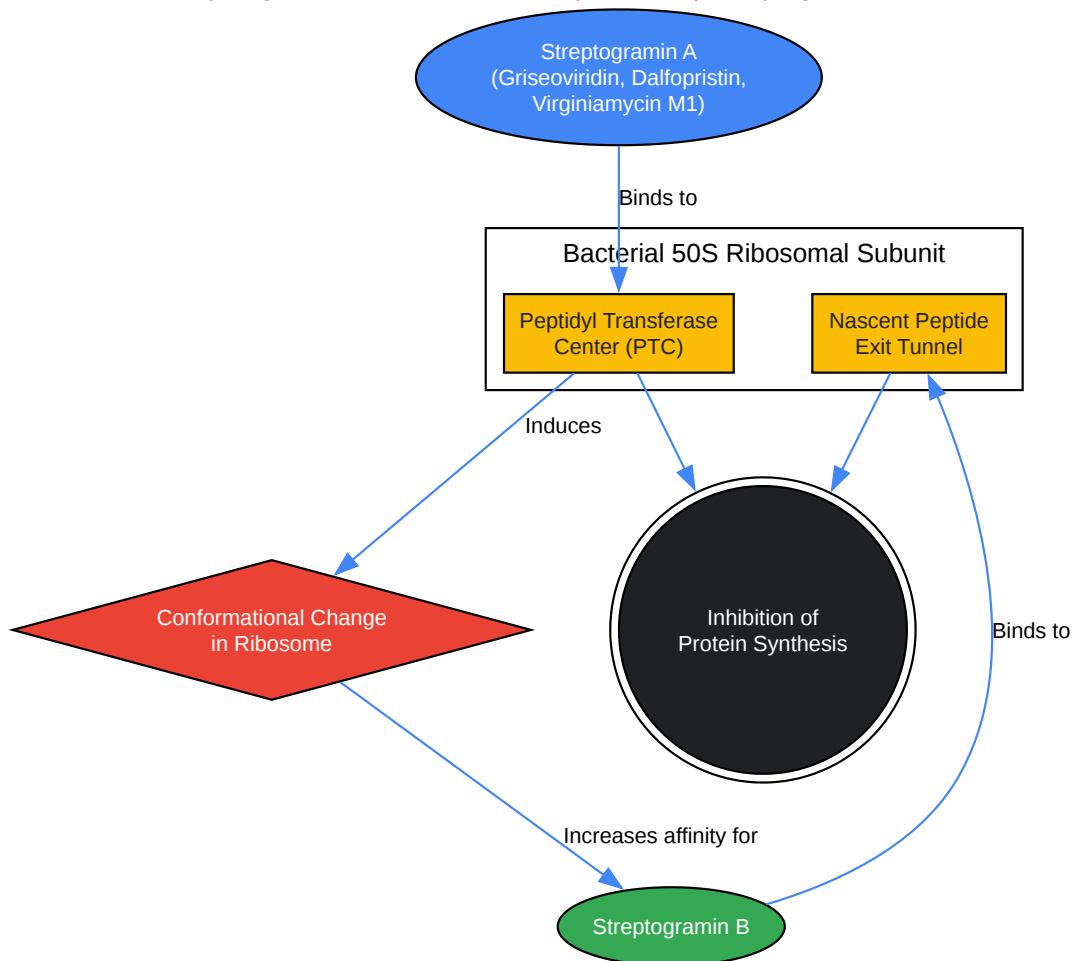 Streptogramin A
(Griseoviridin, Dalfopristin,
Virginiamycin M1)
Binds to
Bacterial 50S Ribosomal Subunit
Peptidyl Transferase
Center (PTC)
Nascent Peptide
Exit Tunnel
Induces
Conformational Change
in Ribosome
Inhibition of
Protein Synthesis
Binds to
Increases affinity for
Streptogramin B